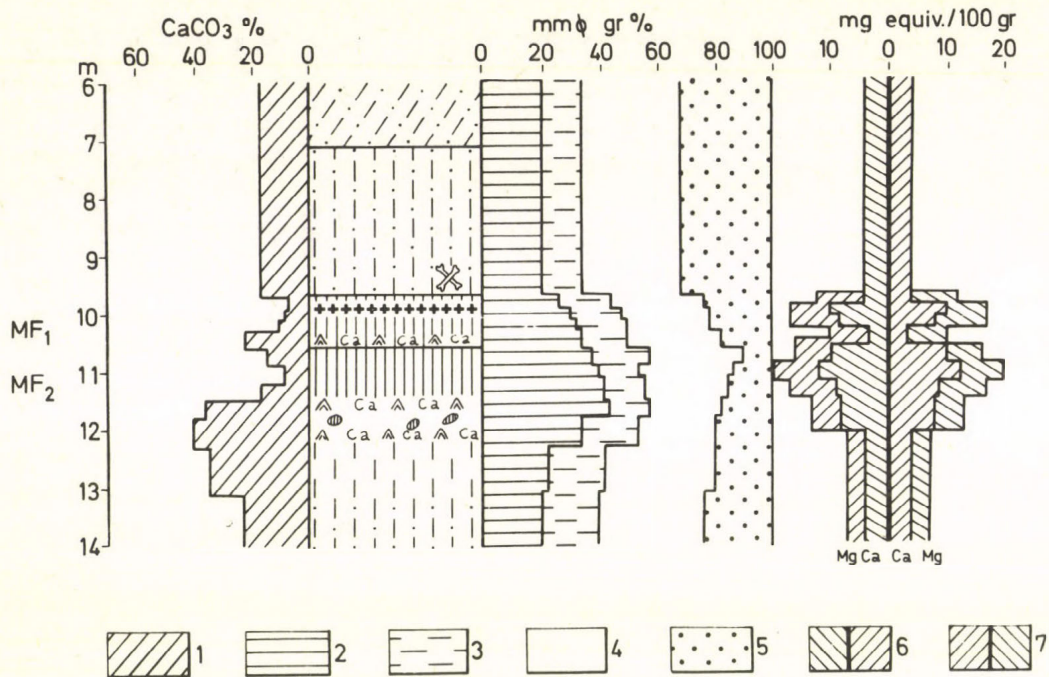 CaCO₃ % mmϕ gr % mg equiv./100 gr
m 60 40 20 0 0 20 40 60 80 100 10 0 10 20
6
7
8
9
MF₁ 10
Ca Ca
MF₂ 11
Ca Ca
12 Ca Ca Ca
13
14
Mg Ca Ca Mg
1 2 3 4 5 6 7